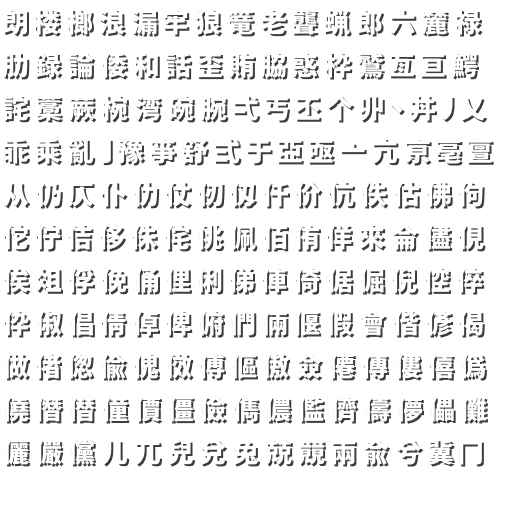 朗楼榔浪漏牢狼篭老聾蝋郎六麓禄
肋録論倭和話歪賄脇惑枠鷲亙亘鰐
詫藁蕨椀湾碗腕弌丐丕个丱丶丼丿乂
乖乘亂亅豫亊舒弍于亞亟亠亢亰亳亶
从仍仄仆仂仗仞仭仟价伉佚估佛佝
佗佇佶侈侏侘佻佩佰侑佯來侖儘俔
俟俎俘俛俑俚俐俤俥倚倨倔倪倥倅
伜俶倡倩倬俾俯們倆偃假會偕偐偈
做偖偬偸傀傚傅傴傲僉僊傳僂僖僞
僥僭僣僮價僵儉儁儂儖儕儔儚儡儺
儷儼儻儿兀兒兌兔兢竸兩兪兮冀冂